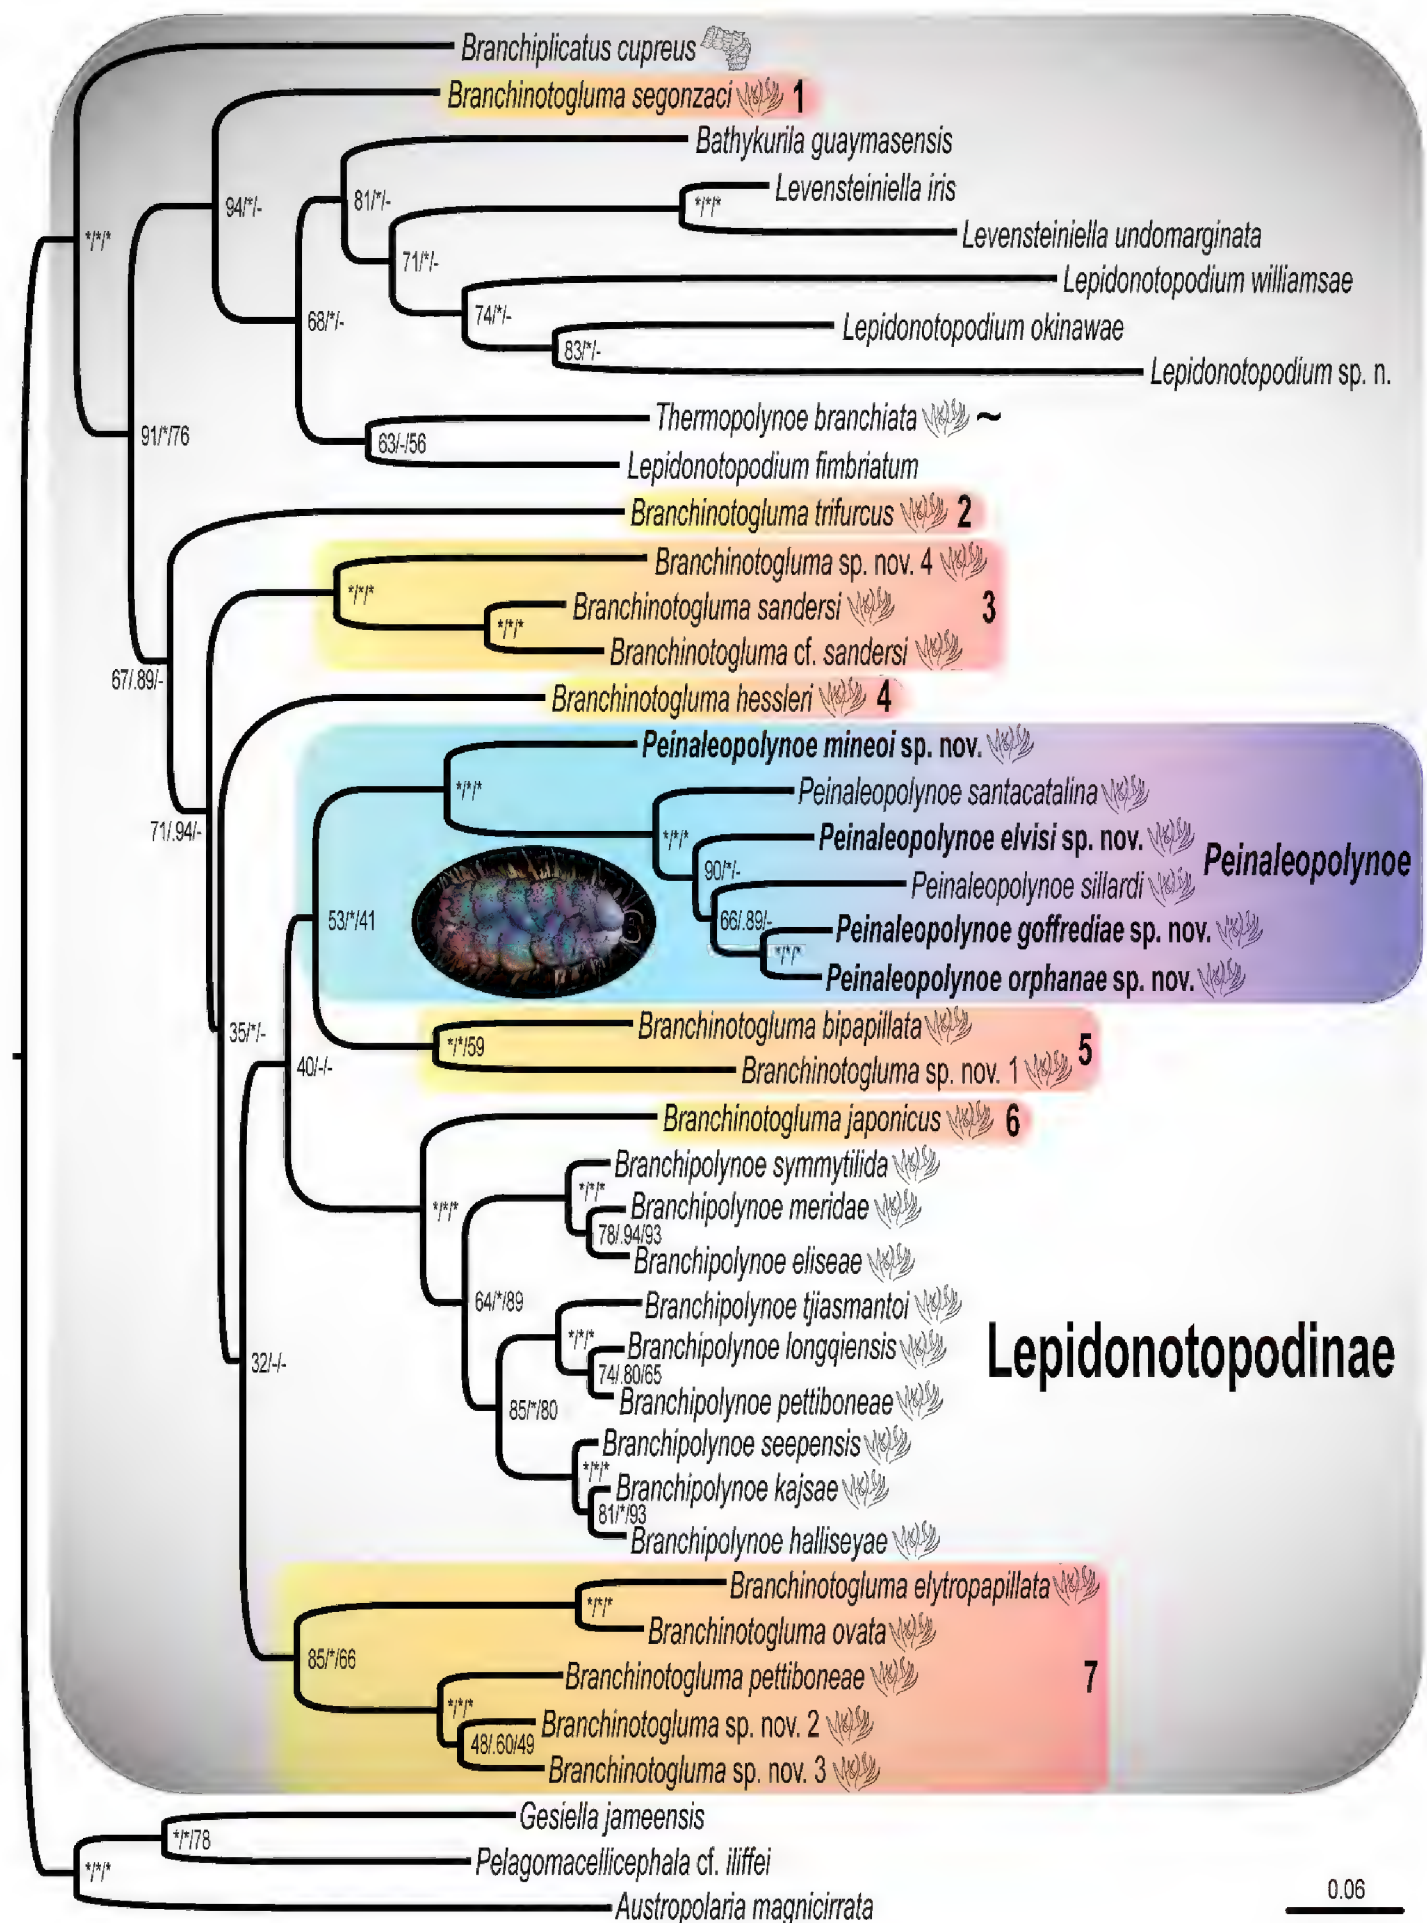 Branchiplicatus cupreus
Branchinotogluma segonzaci 1
Bathykurila guaymasensis
94/*/-
81/*/-
Levensteiniella iris
*/*/*
*/*/*
Levensteiniella undomarginata
71/*/-
Lepidonotopodium williamsae
74/*/-
68/*/-
Lepidonotopodium okinawae
83/*/-
Lepidonotopodium sp. n.
Thermopolynoe branchiata ~
91/*/76
63/-/56
Lepidonotopodium fimbriatum
Branchinotogluma trifurcus 2
Branchinotogluma sp. nov. 4
*/*/*
Branchinotogluma sandersi 3
*/*/*
Branchinotogluma cf. sandersi
67/.89/-
Branchinotogluma hessleri 4
Peinaleopolynoe mineoi sp. nov.
*/*/*
Peinaleopolynoe santacatalina
71/.94/-
*/*/*
Peinaleopolynoe elvisi sp. nov.
Peinaleopolynoe
90/*/-
Peinaleopolynoe sillardi
53/*/41
66/.89/-
Peinaleopolynoe goffrediae sp. nov.
*/*/*
Peinaleopolynoe orphanae sp. nov.
Branchinotogluma bipapillata
35/*/-
*/*/59
5
40/-/-
Branchinotogluma sp. nov. 1
Branchinotogluma japonicus 6
Branchipolynoe symmytilida
*/*/*
*/*/*
Branchipolynoe meridae
78/.94/93
Branchipolynoe eliseae
64/*/89
Branchipolynoe tjiasmantoi
*/*/*
Branchipolynoe longqiensis
Lepidonotopodinae
32/-/-
74/.80/65
Branchipolynoe pettiboneae
85/*/80
Branchipolynoe seepensis
*/*/*
Branchipolynoe kajsae
81/*/93
Branchipolynoe halliseyae
Branchinotogluma elytropapillata
*/*/*
Branchinotogluma ovata
85/*/66
Branchinotogluma pettiboneae 7
*/*/*
Branchinotogluma sp. nov. 2
48/.60/49
Branchinotogluma sp. nov. 3
Gesiella jameensis
*/*/78
Pelagomacellicephala cf. iliffei
*/*/*
Austropolaria magnicirrata
0.06